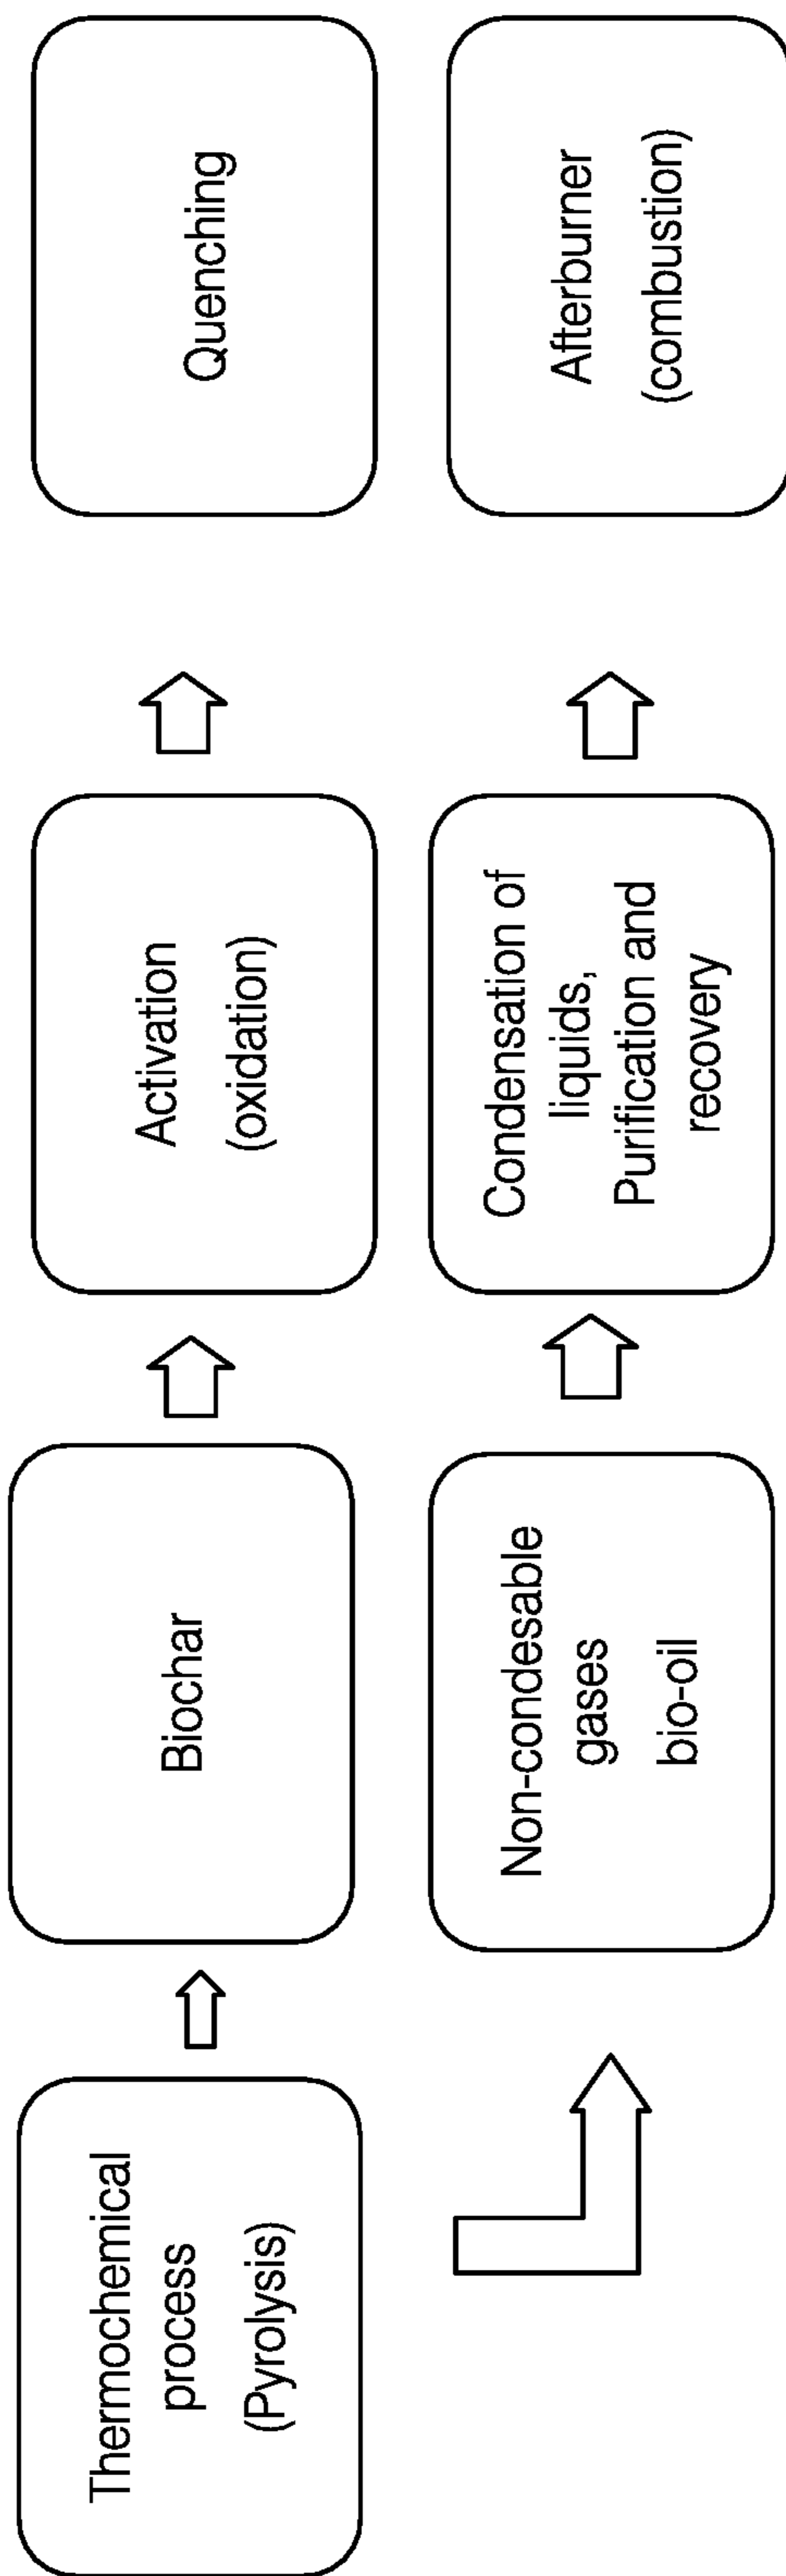 Thermochemical
process
(Pyrolysis)
Biochar
Activation
(oxidation)
Quenching
Non-condesable
gases
bio-oil
Condensation of
liquids,
Purification and
recovery
Afterburner
(combustion)